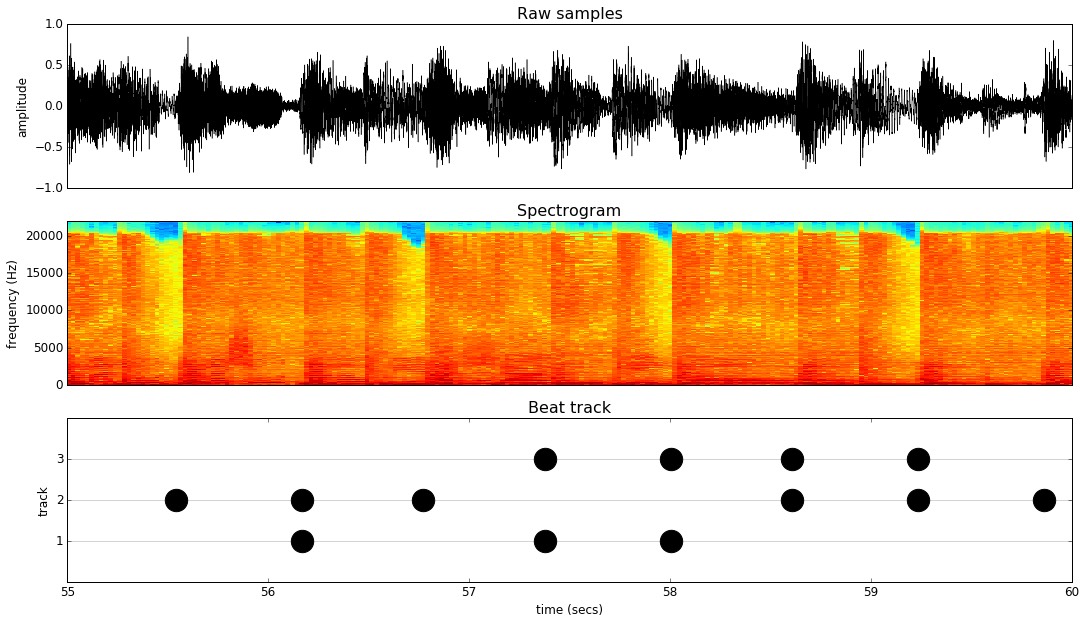 Raw samples
1.0
0.5
0.0
−0.5
−1.0
amplitude
Spectrogram
20000
15000
10000
5000
0
frequency (Hz)
Beat track
3
2
1
track
55 56 57 58 59 60
time (secs)